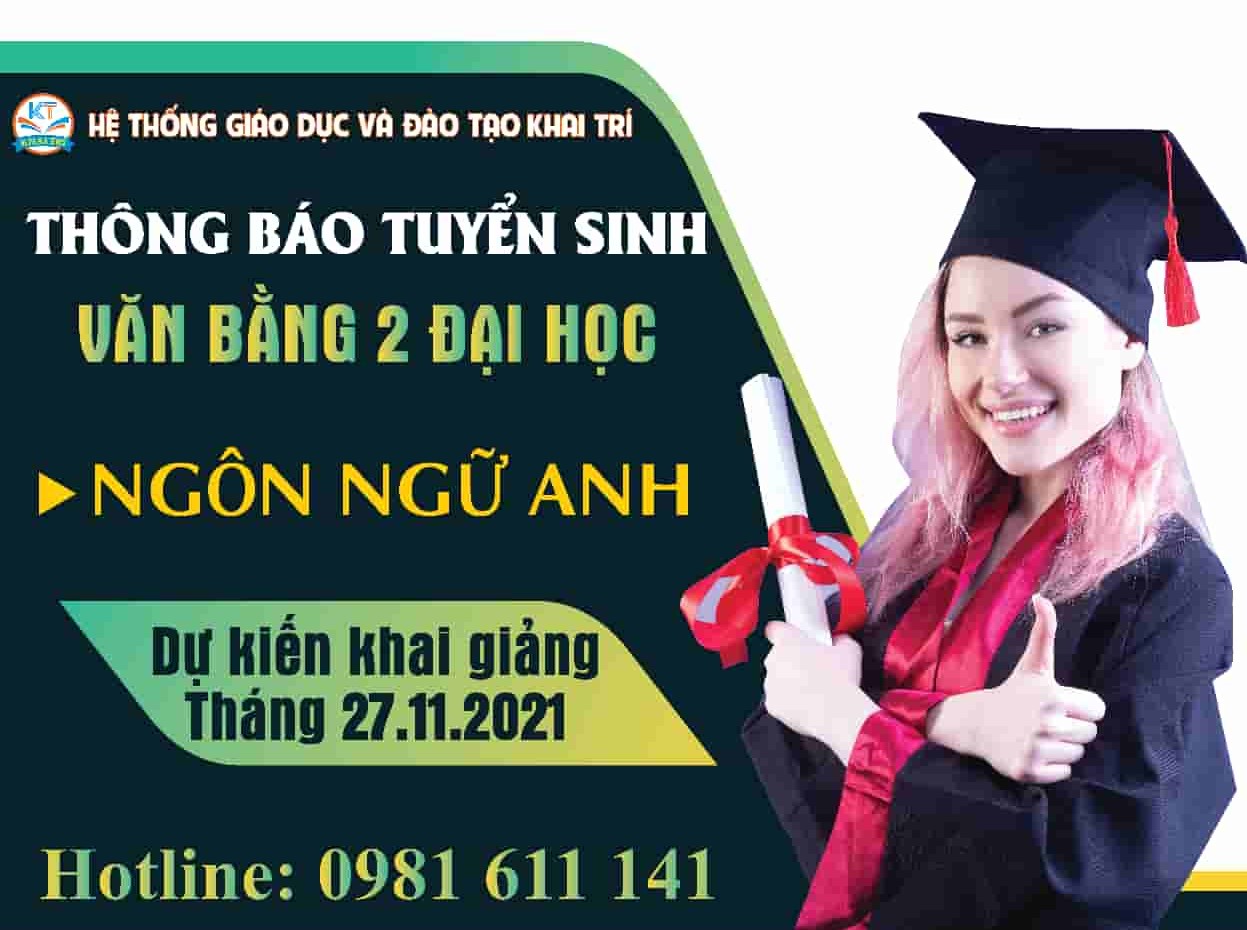 KT
HỆ THỐNG GIÁO DỤC VÀ ĐÀO TẠO KHAI TRÍ
THÔNG BÁO TUYỂN SINH
VĂN BẰNG 2 ĐẠI HỌC
NGÔN NGỮ ANH
Dự kiến khai giảng
Tháng 27.11.2021
Hotline: 0981 611 141